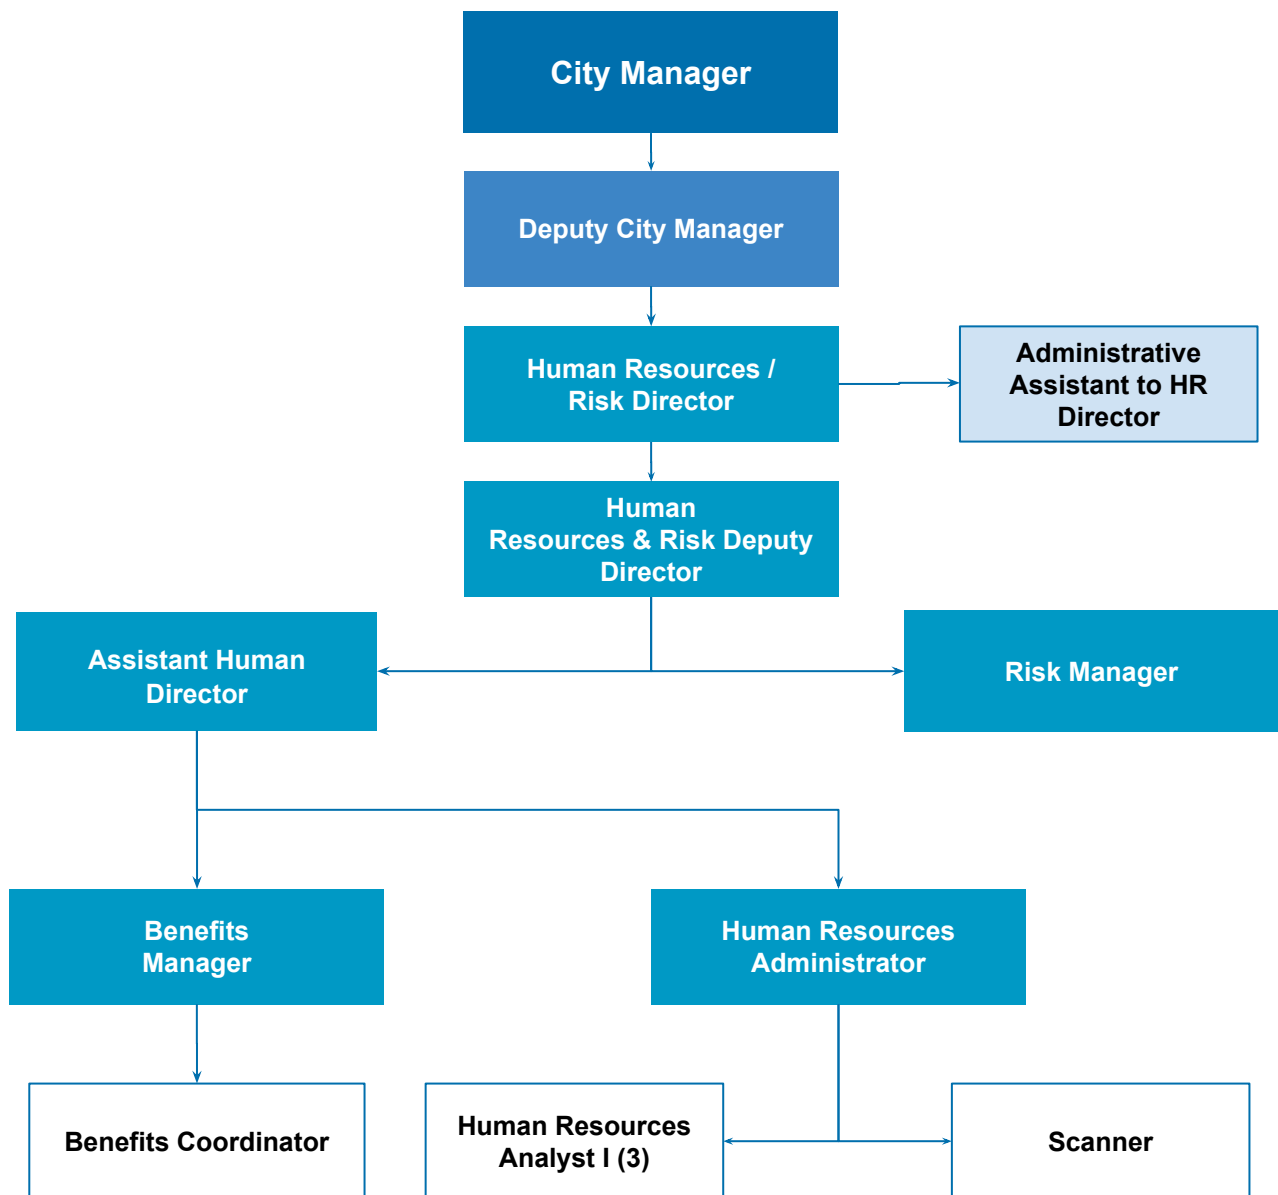 City Manager
Deputy City Manager
Human Resources /
Risk Director
Administrative
Assistant to HR
Director
Human
Resources & Risk Deputy
Director
Assistant Human
Director
Risk Manager
Benefits
Manager
Human Resources
Administrator
Benefits Coordinator
Human Resources
Analyst I (3)
Scanner